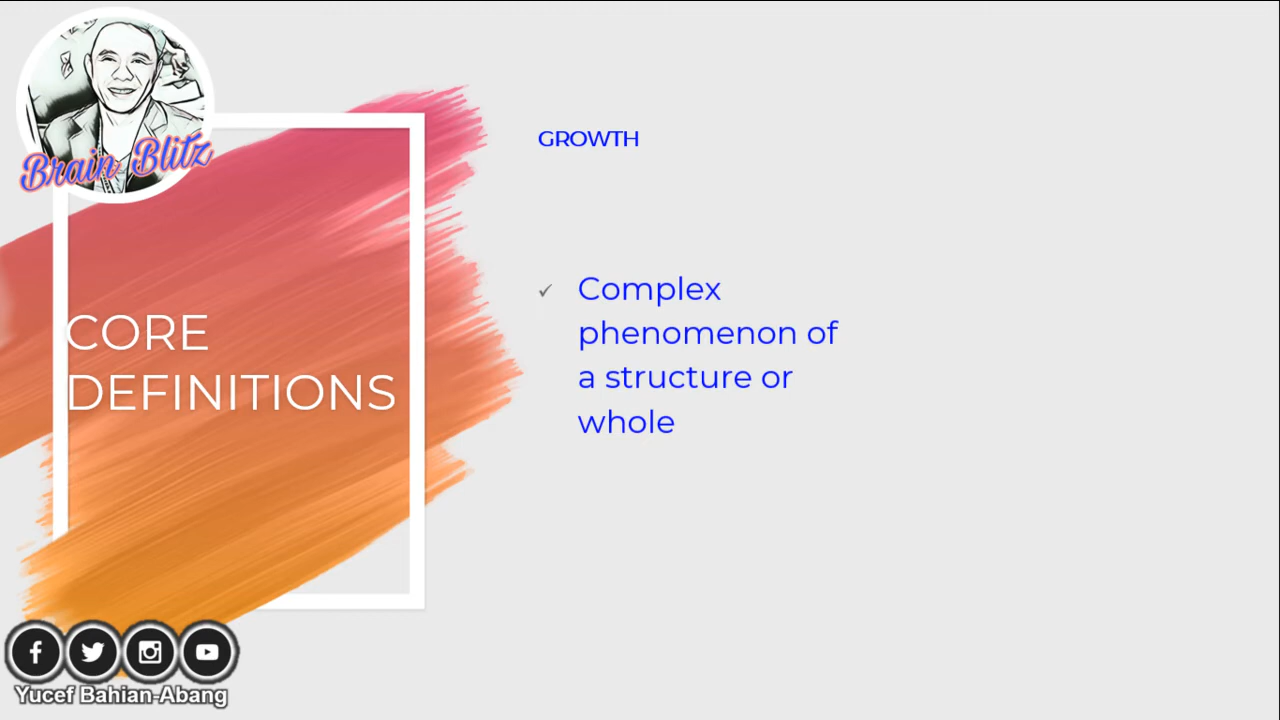 Brain Blitz
CORE
DEFINITIONS
GROWTH
✓ Complex
phenomenon of
a structure or
whole
Yucef Bahian-Abang